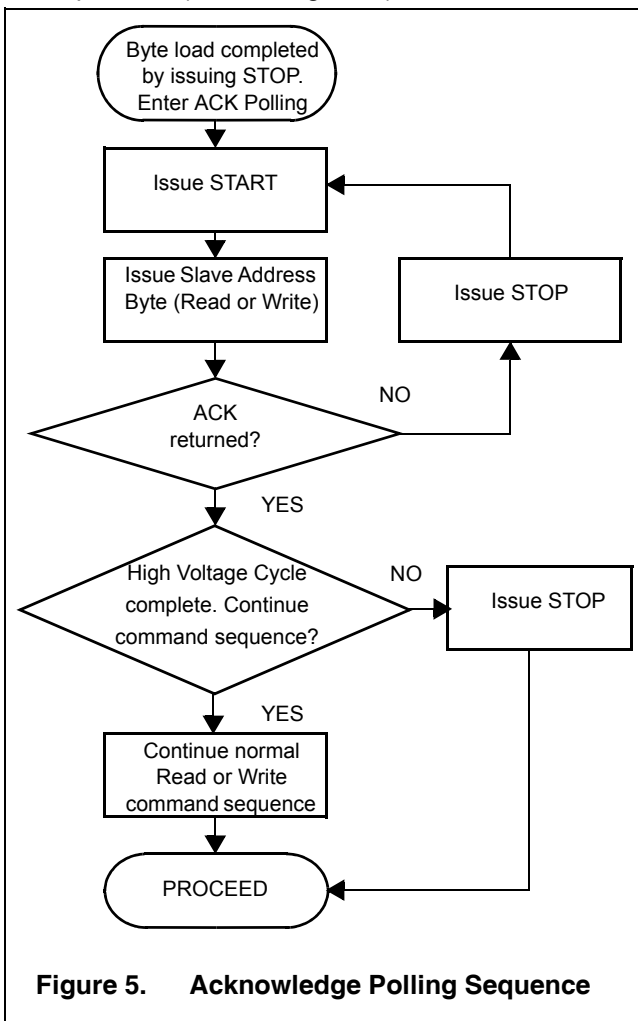 Byte load completed
by issuing STOP.
Enter ACK Polling
Issue START
Issue Slave Address
Byte (Read or Write)
Issue STOP
ACK
returned?
NO
YES
High Voltage Cycle
complete. Continue
command sequence?
NO
Issue STOP
YES
Continue normal
Read or Write
command sequence
PROCEED
Figure 5. Acknowledge Polling Sequence